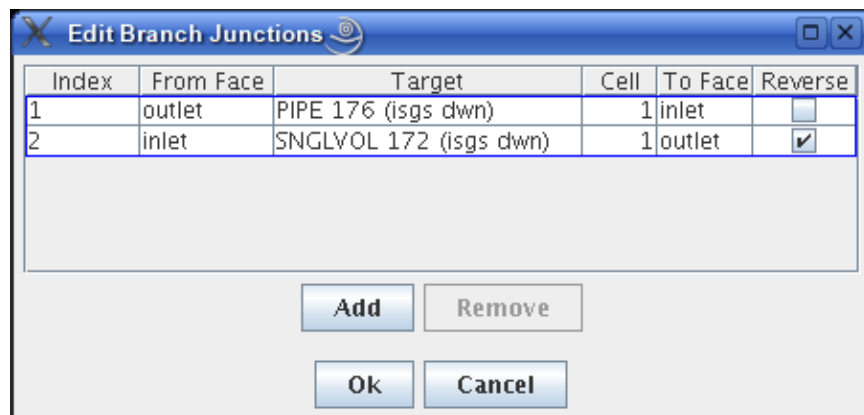 Edit Branch Junctions
Index From Face Target Cell To Face Reverse
1 outlet PIPE 176 (isgs dwn) 1 inlet
2 inlet SNGLVOL 172 (isgs dwn) 1 outlet
Add Remove
Ok Cancel